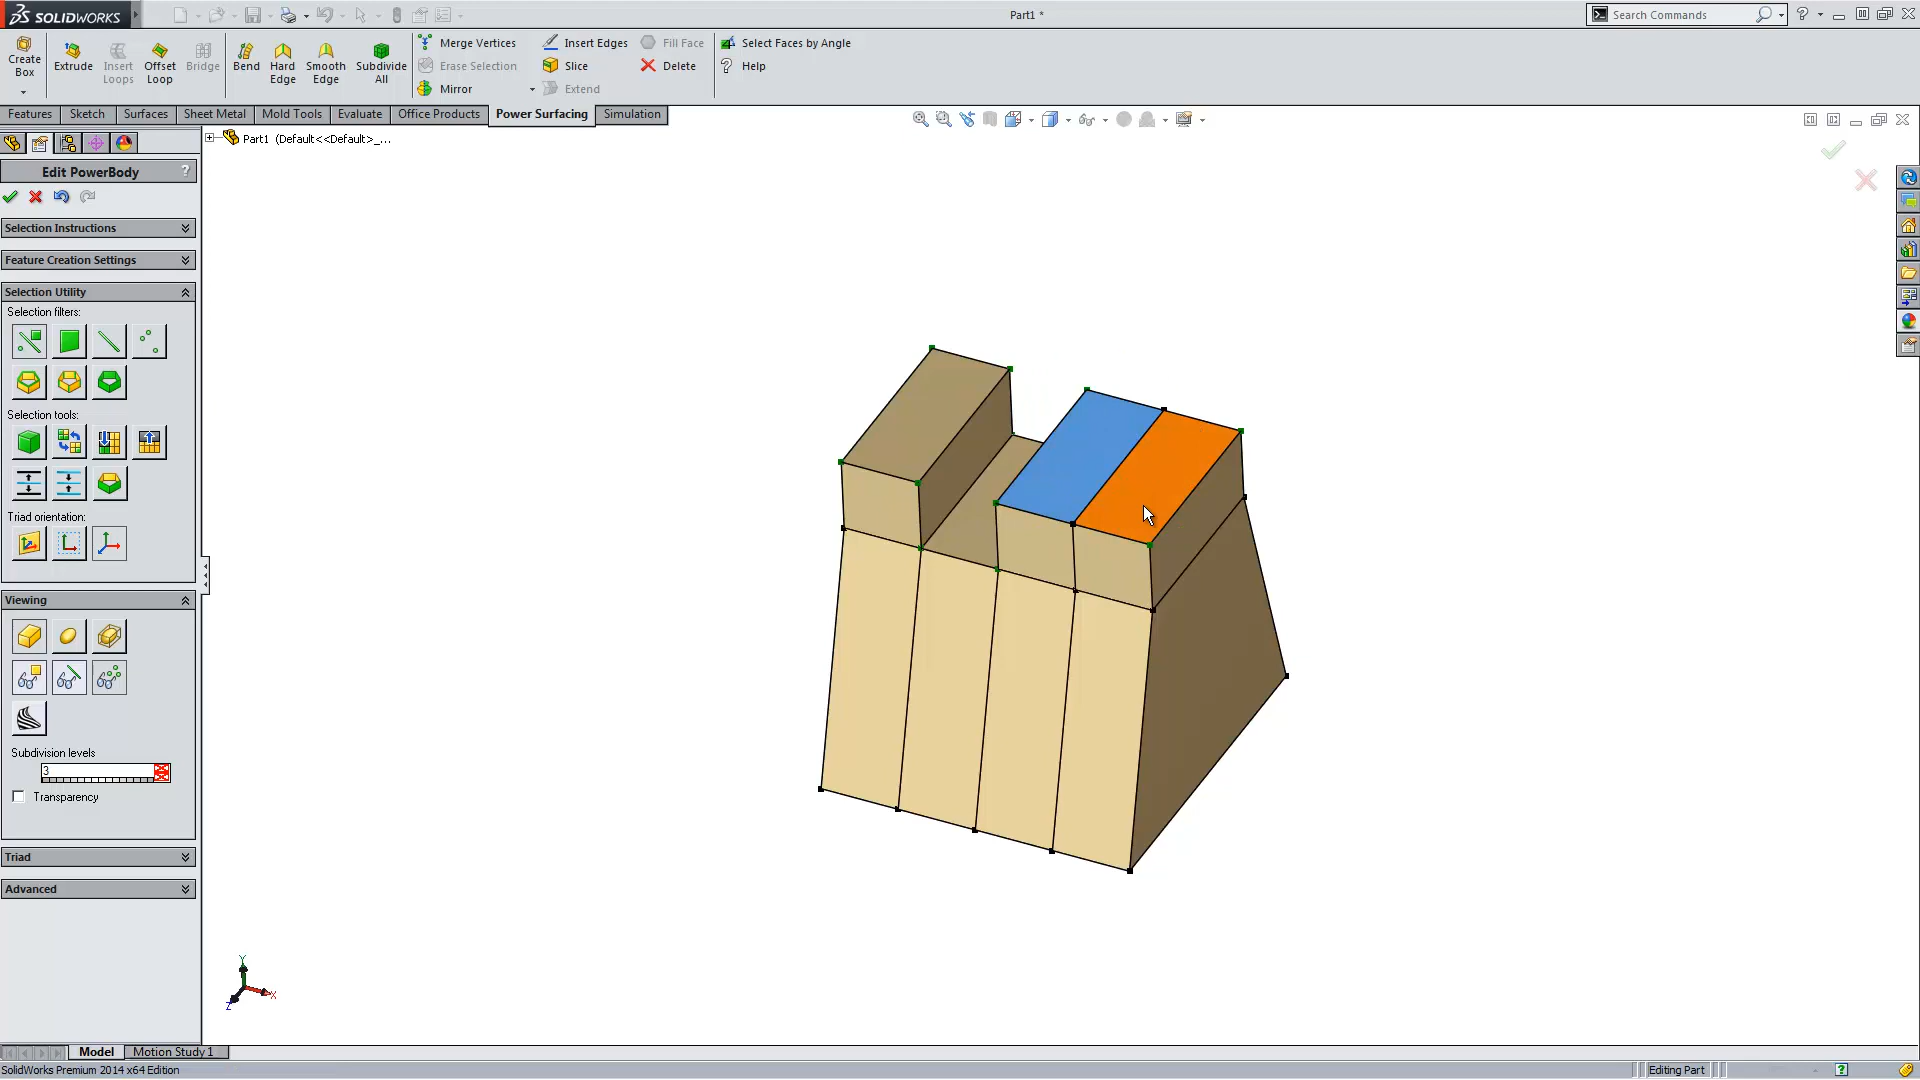 SOLIDWORKS
Part1 *
Search Commands
Create Box
Extrude
Insert Loops
Offset Loop
Bridge
Bend
Hard Edge
Smooth Edge
Subdivide All
Merge Vertices
Erase Selection
Mirror
Insert Edges
Slice
Extend
Fill Face
Delete
Select Faces by Angle
? Help
Features
Sketch
Surfaces
Sheet Metal
Mold Tools
Evaluate
Office Products
Power Surfacing
Simulation
Part1 (Default<<Default>_...
Edit PowerBody
?
Selection Instructions
Feature Creation Settings
Selection Utility
Selection filters:
Selection tools:
Triad orientation:
Viewing
Subdivision levels
3
Transparency
Triad
Advanced
Y
X
Z
Model
Motion Study 1
SolidWorks Premium 2014 x64 Edition
Editing Part
?